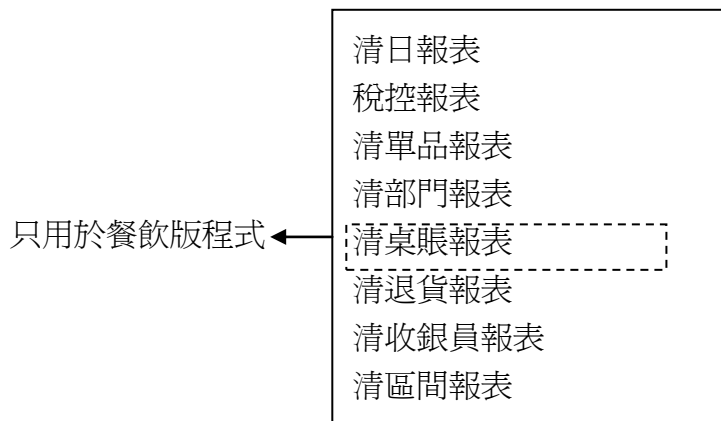 清日報表
稅控報表
清單品報表
清部門報表
只用於餐飲版程式
清桌賬報表
清退貨報表
清收銀員報表
清區間報表